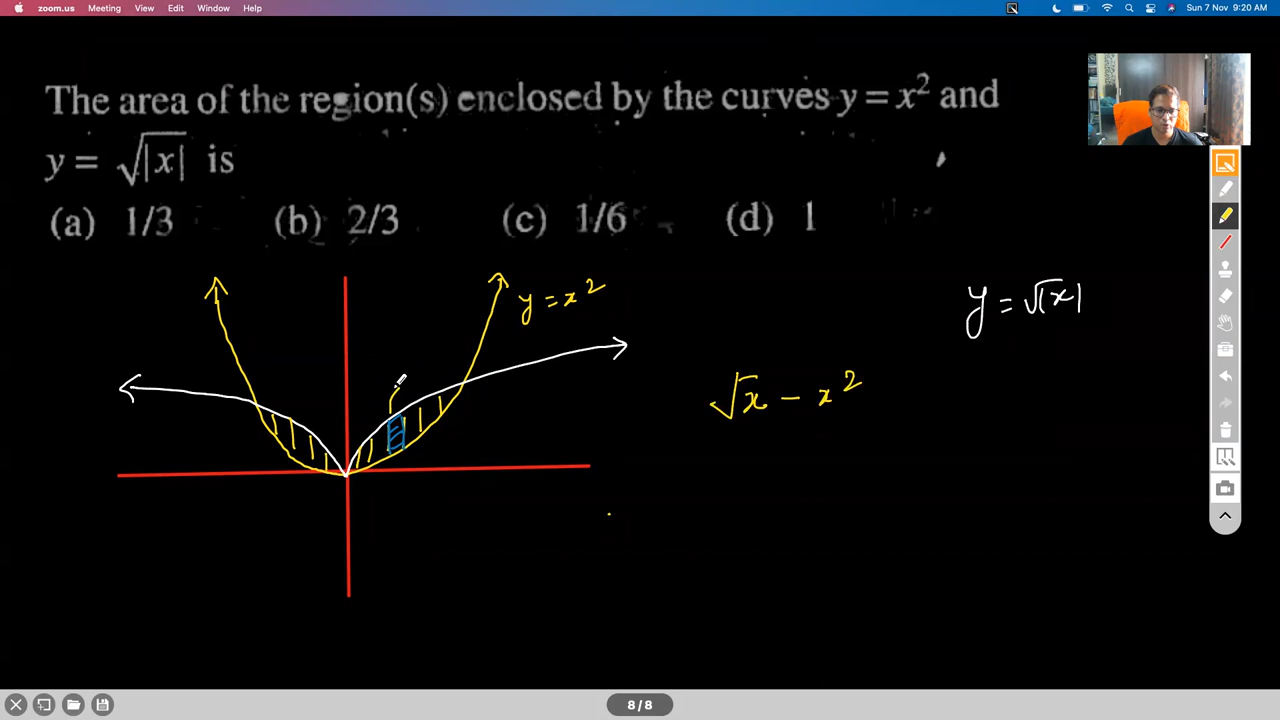 zoom.us Meeting View Edit Window Help Sun 7 Nov 9:20 AM
The area of the region(s) enclosed by the curves y = x² and
y = √|x| is
(a) 1/3 (b) 2/3 (c) 1/6 (d) 1
y = x²
y = √|x|
√x − x²
8 / 8